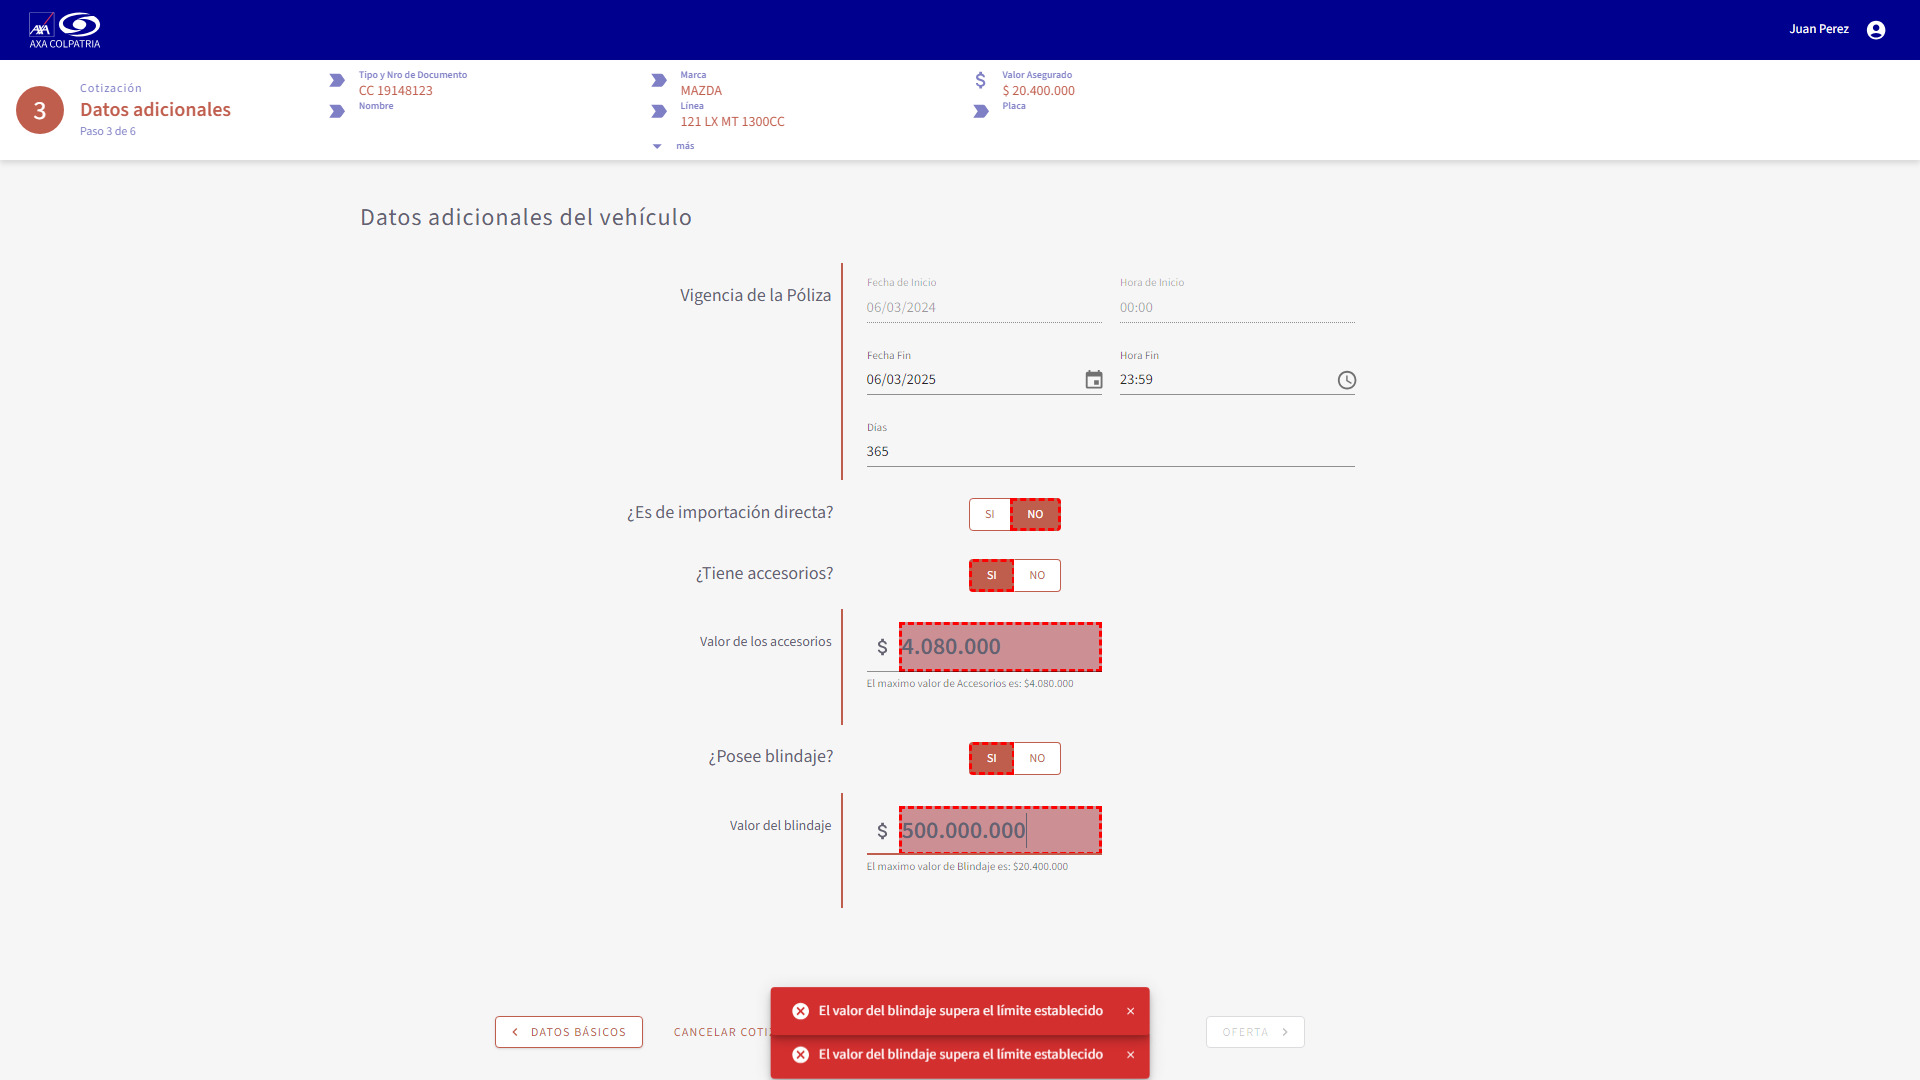 AXA COLPATRIA
Juan Perez
3
Cotización
Datos adicionales
Paso 3 de 6
Tipo y Nro de Documento
CC 19148123
Nombre
Marca
MAZDA
Línea
121 LX MT 1300CC
más
$
Valor Asegurado
$ 20.400.000
Placa
Datos adicionales del vehículo
Vigencia de la Póliza
Fecha de Inicio
06/03/2024
Hora de Inicio
00:00
Fecha Fin
06/03/2025
Hora Fin
23:59
Días
365
¿Es de importación directa?
SI NO
¿Tiene accesorios?
SI NO
Valor de los accesorios
$ 4.080.000
El maximo valor de Accesorios es: $4.080.000
¿Posee blindaje?
SI NO
Valor del blindaje
$ 500.000.000
El maximo valor de Blindaje es: $20.400.000
El valor del blindaje supera el límite establecido ×
DATOS BÁSICOS
CANCELAR COTI
OFERTA
El valor del blindaje supera el límite establecido ×